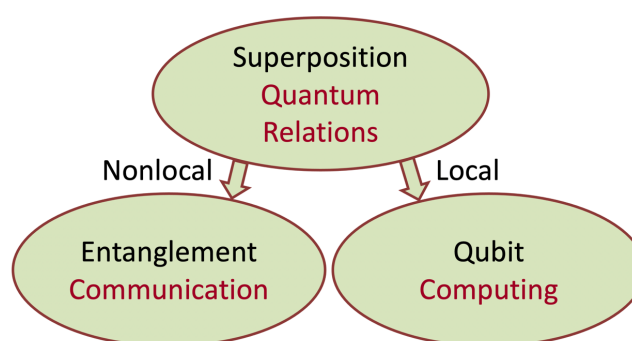 Superposition
Quantum
Relations
Nonlocal
Local
Entanglement
Communication
Qubit
Computing